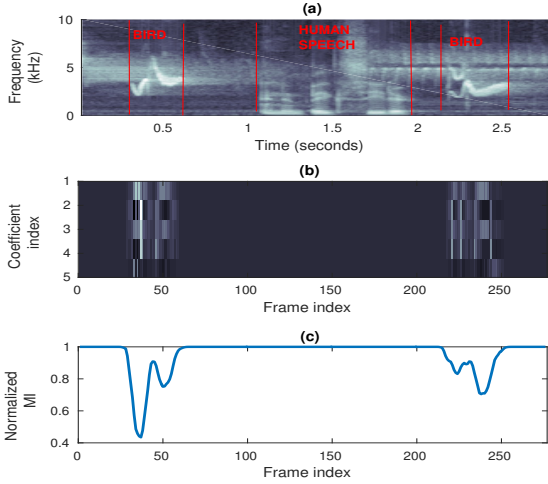 (a)
Frequency
(kHz)
10
5
0
BIRD
HUMAN
SPEECH
BIRD
0.5
1
1.5
2
2.5
Time (seconds)
(b)
Coefficient
index
1
2
3
4
5
0
50
100
150
200
250
Frame index
(c)
Normalized
MI
1
0.8
0.6
0.4
0
50
100
150
200
250
Frame index